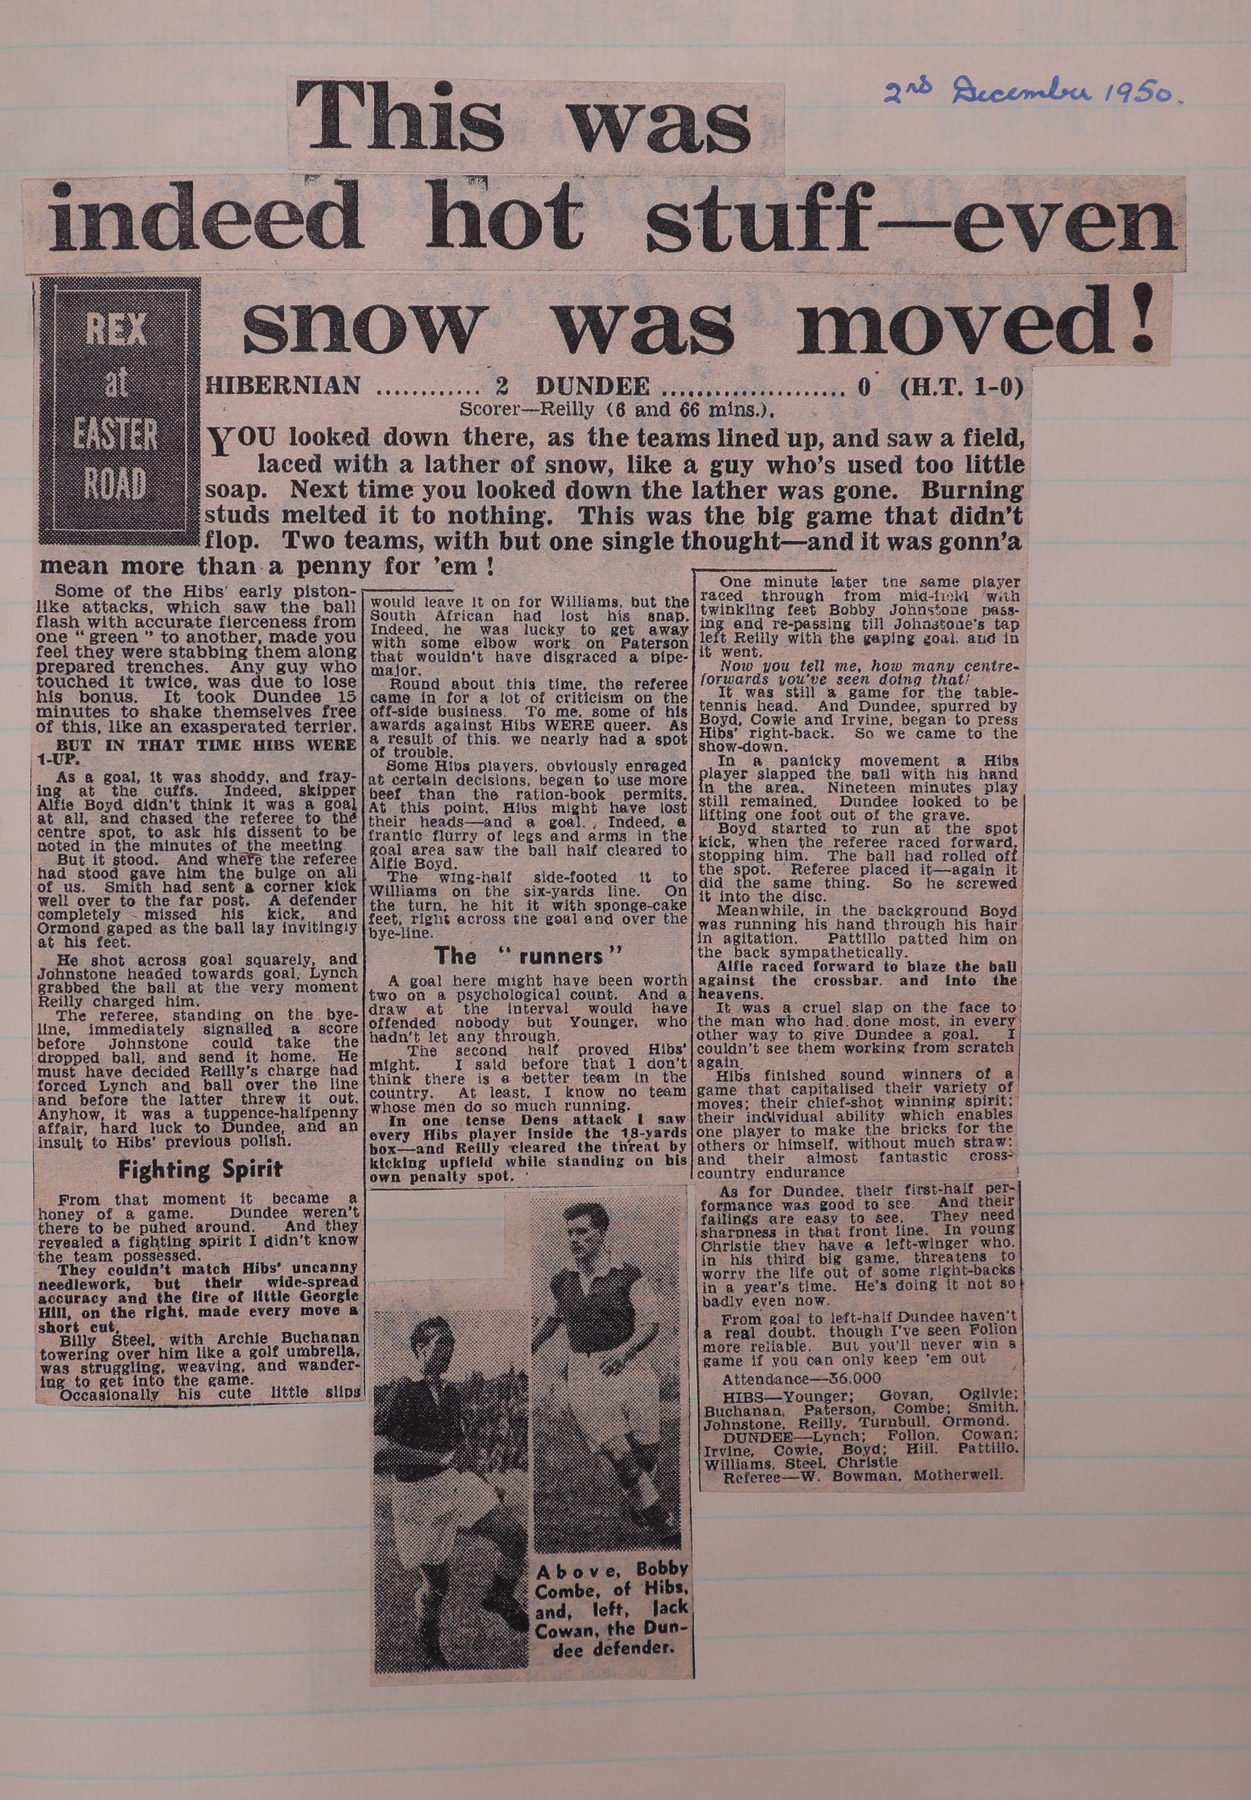 2nd December 1950.
This was
indeed hot stuff—even
snow was moved!
REX
at
EASTER
ROAD
HIBERNIAN ............ 2 DUNDEE ..................... 0 (H.T. 1-0)
Scorer—Reilly (6 and 66 mins.).
YOU looked down there, as the teams lined up, and saw a field,
laced with a lather of snow, like a guy who's used too little
soap. Next time you looked down the lather was gone. Burning
studs melted it to nothing. This was the big game that didn't
flop. Two teams, with but one single thought—and it was gonn'a
mean more than a penny for 'em!
Some of the Hibs' early piston-
like attacks, which saw the ball
flash with accurate fierceness from
one "green" to another, made you
feel they were stabbing them along
prepared trenches. Any guy who
touched it twice, was due to lose
his bonus. It took Dundee 15
minutes to shake themselves free
of this, like an exasperated terrier.
BUT IN THAT TIME HIBS WERE
1-UP.
As a goal, it was shoddy, and fray-
ing at the cuffs. Indeed, skipper
Alfie Boyd didn't think it was a goal
at all, and chased the referee to the
centre spot, to ask his dissent to be
noted in the minutes of the meeting
But it stood. And where the referee
had stood gave him the bulge on all
of us. Smith had sent a corner kick
well over to the far post. A defender
completely missed his kick, and
Ormond gaped as the ball lay invitingly
at his feet.
He shot across goal squarely, and
Johnstone headed towards goal. Lynch
grabbed the ball at the very moment
Reilly charged him.
The referee, standing on the bye-
line, immediately signalled a score
before Johnstone could take the
dropped ball, and send it home. He
must have decided Reilly's charge had
forced Lynch and ball over the line
and before the latter threw it out.
Anyhow, it was a tuppence-halfpenny
affair, hard luck to Dundee, and an
insult to Hibs' previous polish.
Fighting Spirit
From that moment it became a
honey of a game. Dundee weren't
there to be puhed around. And they
revealed a fighting spirit I didn't know
the team possessed.
They couldn't match Hibs' uncanny
needlework, but their wide-spread
accuracy and the fire of little Georgie
Hill, on the right, made every move a
short cut.
Billy Steel, with Archie Buchanan
towering over him like a golf umbrella,
was struggling, weaving, and wander-
ing to get into the game.
Occasionally his cute little slips
would leave it on for Williams, but the
South African had lost his snap.
Indeed, he was lucky to get away
with some elbow work on Paterson
that wouldn't have disgraced a pipe-
major.
Round about this time, the referee
came in for a lot of criticism on the
off-side business. To me, some of his
awards against Hibs WERE queer. As
a result of this, we nearly had a spot
of trouble.
Some Hibs players, obviously enraged
at certain decisions, began to use more
beef than the ration-book permits.
At this point, Hibs might have lost
their heads—and a goal. Indeed, a
frantic flurry of legs and arms in the
goal area saw the ball half cleared to
Alfie Boyd.
The wing-half side-footed it to
Williams on the six-yards line. On
the turn, he hit it with sponge-cake
feet, right across the goal and over the
bye-line.
The "runners"
A goal here might have been worth
two on a psychological count. And a
draw at the interval would have
offended nobody but Younger, who
hadn't let any through.
The second half proved Hibs'
might. I said before that I don't
think there is a better team in the
country. At least, I know no team
whose men do so much running.
In one tense Dens attack I saw
every Hibs player inside the 18-yards
box—and Reilly cleared the threat by
kicking upfield while standing on his
own penalty spot.
Above, Bobby
Combe, of Hibs,
and, left, Jack
Cowan, the Dun-
dee defender.
One minute later the same player
raced through from mid-field with
twinkling feet Bobby Johnstone pass-
ing and re-passing till Johnstone's tap
left Reilly with the gaping goal, and in
it went.
Now you tell me, how many centre-
forwards you've seen doing that!
It was still a game for the table-
tennis head. And Dundee, spurred by
Boyd, Cowie and Irvine, began to press
Hibs' right-back. So we came to the
show-down.
In a panicky movement a Hibs
player slapped the ball with his hand
in the area. Nineteen minutes play
still remained. Dundee looked to be
lifting one foot out of the grave.
Boyd started to run at the spot
kick, when the referee raced forward,
stopping him. The ball had rolled off
the spot. Referee placed it—again it
did the same thing. So he screwed
it into the disc.
Meanwhile, in the background Boyd
was running his hand through his hair
in agitation. Pattillo patted him on
the back sympathetically.
Alfie raced forward to blaze the ball
against the crossbar, and into the
heavens.
It was a cruel slap on the face to
the man who had done most, in every
other way to give Dundee a goal. I
couldn't see them working from scratch
again.
Hibs finished sound winners of a
game that capitalised their variety of
moves; their chief-shot winning spirit;
their individual ability which enables
one player to make the bricks for the
others or himself, without much straw:
and their almost fantastic cross-
country endurance
As for Dundee, their first-half per-
formance was good to see. And their
failings are easy to see. They need
sharpness in that front line. In young
Christie they have a left-winger who,
in his third big game, threatens to
worry the life out of some right-backs
in a year's time. He's doing it not so
badly even now.
From goal to left-half Dundee haven't
a real doubt, though I've seen Follon
more reliable. But you'll never win a
game if you can only keep 'em out
Attendance—36,000
HIBS—Younger; Govan, Ogilvie;
Buchanan, Paterson, Combe; Smith,
Johnstone, Reilly, Turnbull, Ormond.
DUNDEE—Lynch; Follon, Cowan;
Irvine, Cowie, Boyd; Hill, Pattillo,
Williams, Steel, Christie
Referee—W. Bowman, Motherwell.